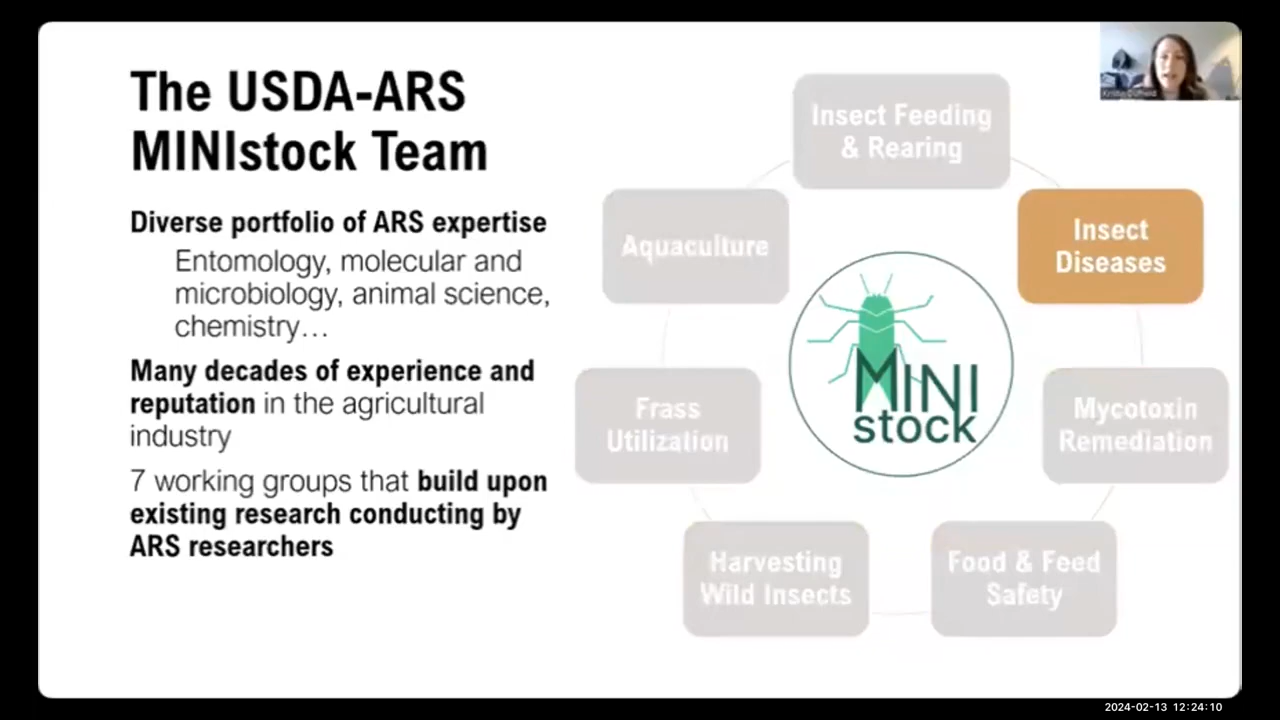 The USDA-ARS
MINIstock Team
Diverse portfolio of ARS expertise
Entomology, molecular and
microbiology, animal science,
chemistry…
Many decades of experience and
reputation in the agricultural
industry
7 working groups that build upon
existing research conducting by
ARS researchers
Insect Feeding
& Rearing
Insect
Diseases
Mycotoxin
Remediation
Food & Feed
Safety
Harvesting
Wild Insects
Frass
Utilization
Aquaculture
MINI
stock
2024-02-13 12:24:10